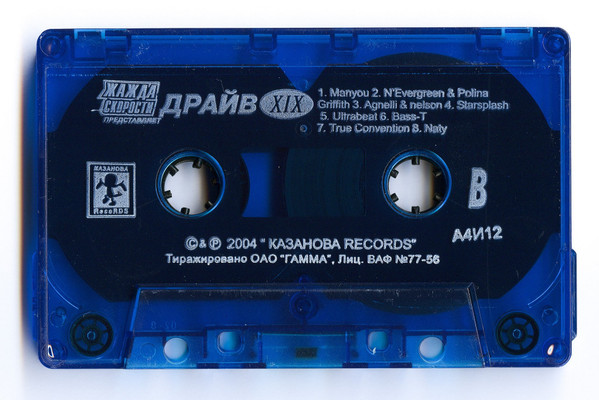 ЖАЖДА
СКОРОСТИ
ПРЕДСТАВЛЯЕТ
ДРАЙВ XIX
1. Manyou 2. N'Evergreen & Polina
Griffith 3. Agnelli & nelson 4. Starsplash
5. Ultrabeat 6. Bass-T
7. True Convention 8. Naty
КАЗАНОВА
RecoRDS
B
А4И12
© & ℗ 2004 " КАЗАНОВА RECORDS"
Тиражировано ОАО "ГАММА", Лиц. ВАФ №77-56